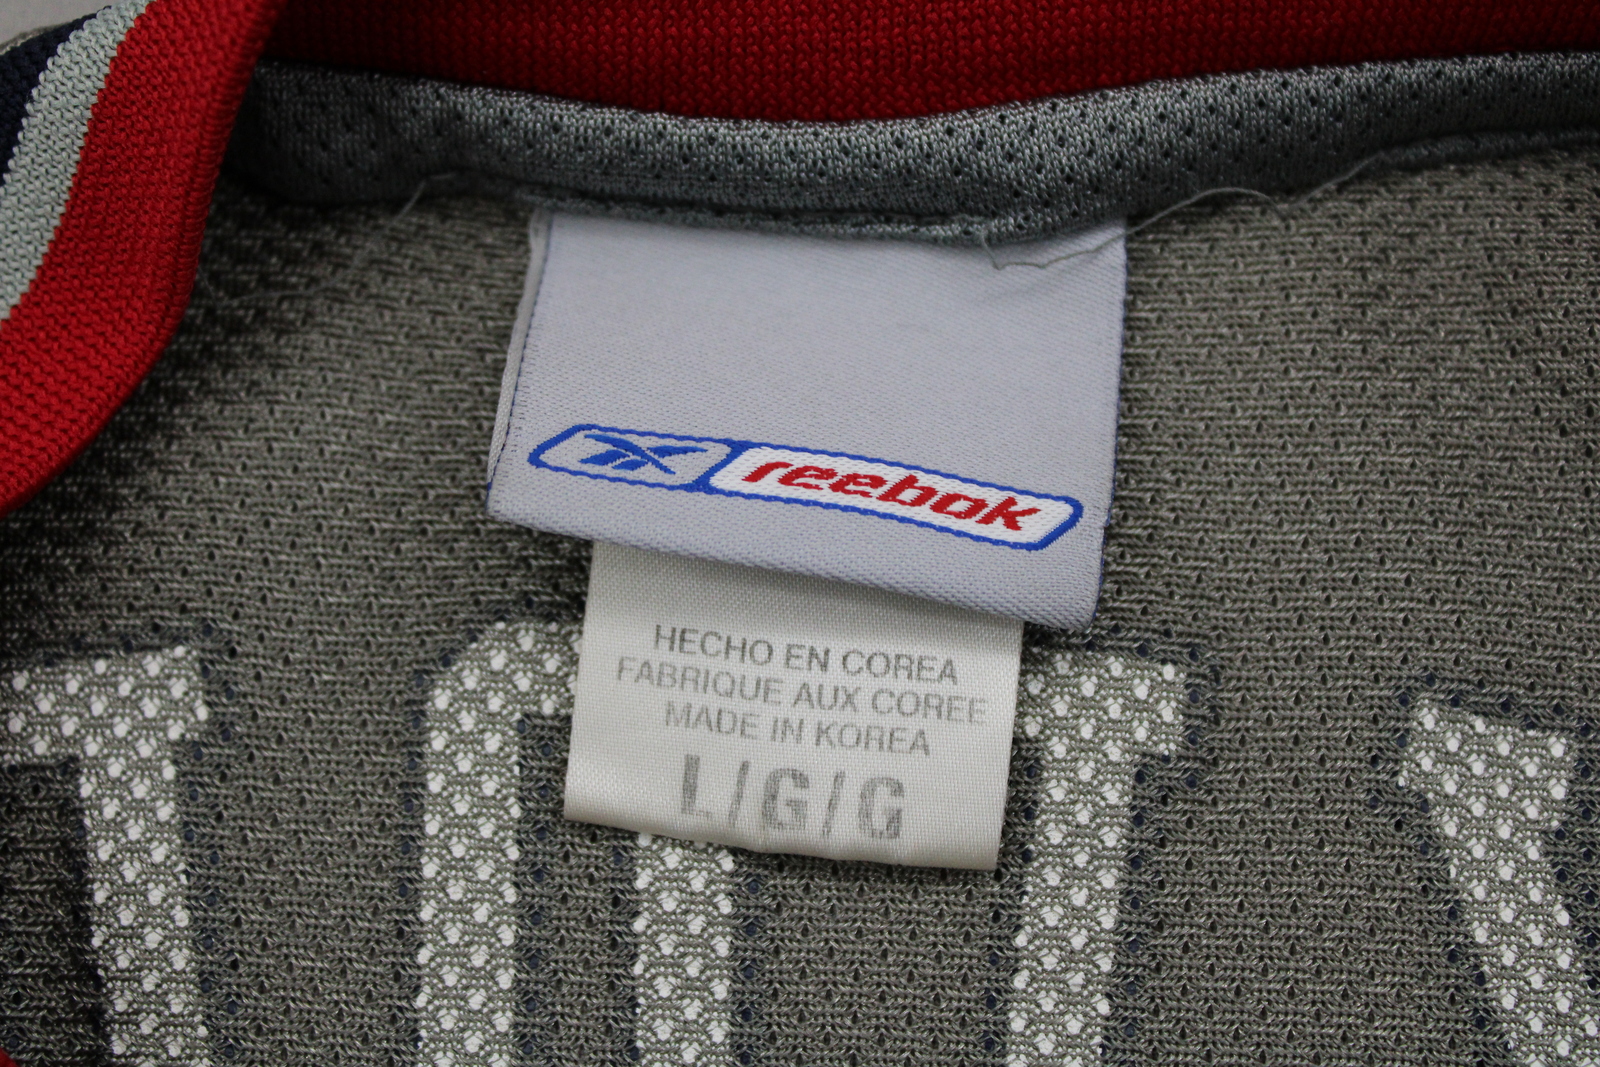 reebok
HECHO EN COREA
FABRIQUE AUX COREE
MADE IN KOREA
L/G/G